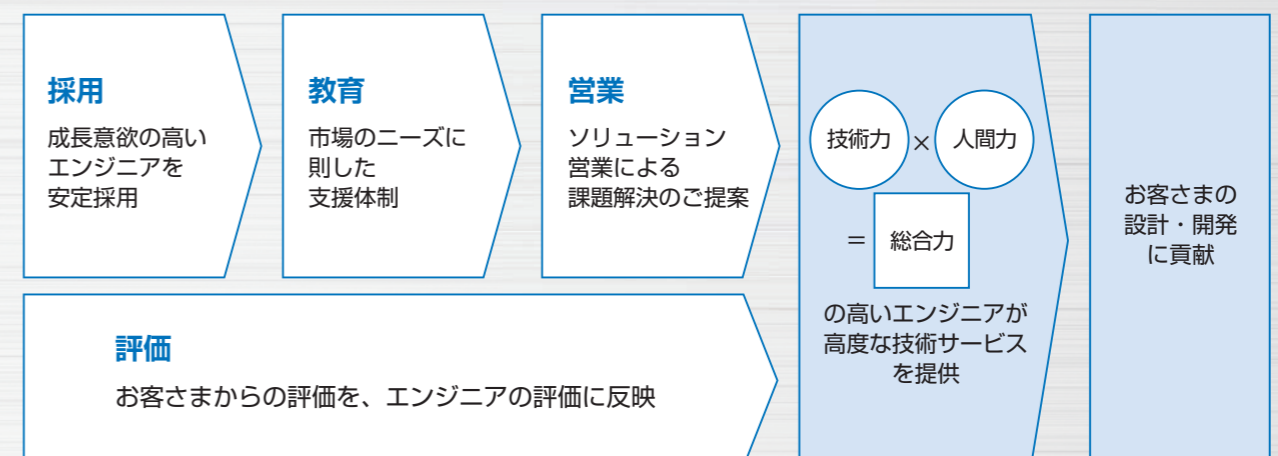 採用
成長意欲の高い
エンジニアを
安定採用
教育
市場のニーズに
則した
支援体制
営業
ソリューション
営業による
課題解決のご提案
評価
お客さまからの評価を、エンジニアの評価に反映
技術力×人間力
＝総合力
の高いエンジニアが
高度な技術サービス
を提供
お客さまの
設計・開発
に貢献